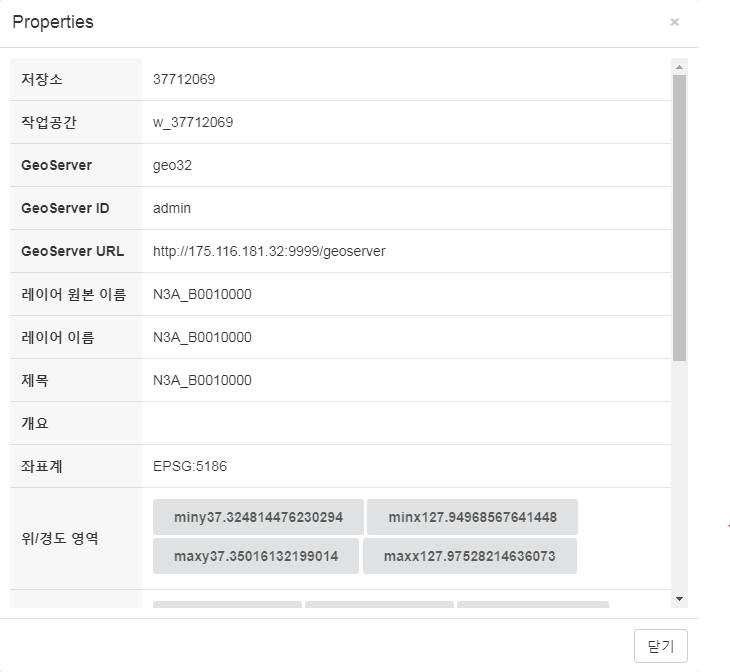 Properties ×
저장소 37712069
작업공간 w_37712069
GeoServer geo32
GeoServer ID admin
GeoServer URL http://175.116.181.32:9999/geoserver
레이어 원본 이름 N3A_B0010000
레이어 이름 N3A_B0010000
제목 N3A_B0010000
개요
좌표계 EPSG:5186
위/경도 영역 miny37.324814476230294 minx127.94968567641448
maxy37.35016132199014 maxx127.97528214636073
닫기